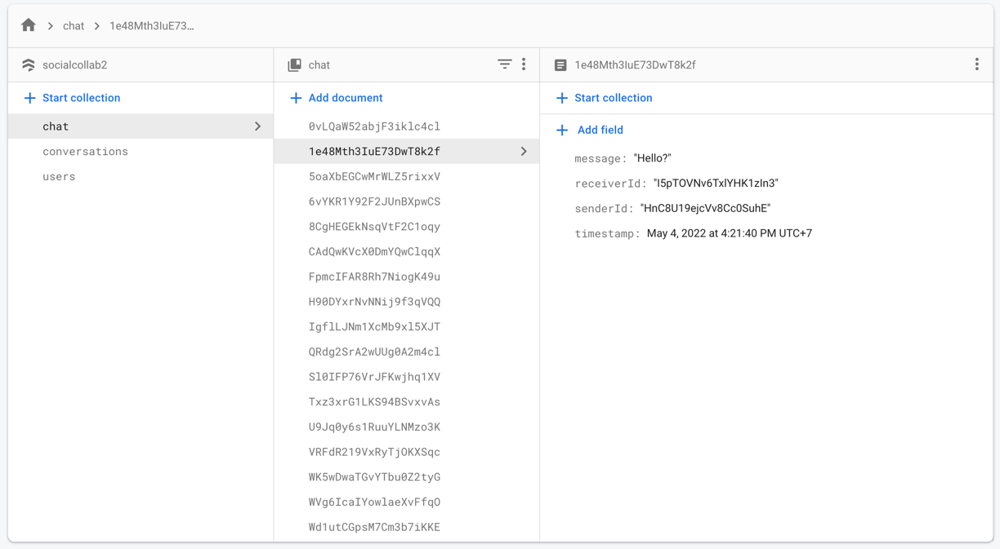 chat
1e48Mth3IuE73…
socialcollab2
Start collection
chat
conversations
users
chat
Add document
0vLQaW52abjF3iklc4cl
1e48Mth3IuE73DwT8k2f
5oaXbEGCwMrWLZ5rixxV
6vYKR1Y92F2JUnBXpwCS
8CgHEGEkNsqVtF2C1oqy
CAdQwKVcX0DmYQwClqqX
FpmcIFAR8Rh7NiogK49u
H90DYxrNvNNij9f3qVQQ
IgflLJNm1XcMb9xl5XJT
QRdg2SrA2wUUg0A2m4cl
Sl0IFP76VrJFKwjhq1XV
Txz3xrG1LKS94BSvxvAs
U9Jq0y6s1RuuYLNMzo3K
VRFdR219VxRyTjOKXSqc
WK5wDwaTGvYTbu0Z2tyG
WVg6IcaIYowlaeXvFfqO
Wd1utCGpsM7Cm3b7iKKE
1e48Mth3IuE73DwT8k2f
Start collection
Add field
message: "Hello?"
receiverId: "I5pTOVNv6TxlYHK1zIn3"
senderId: "HnC8U19ejcVv8Cc0SuhE"
timestamp: May 4, 2022 at 4:21:40 PM UTC+7